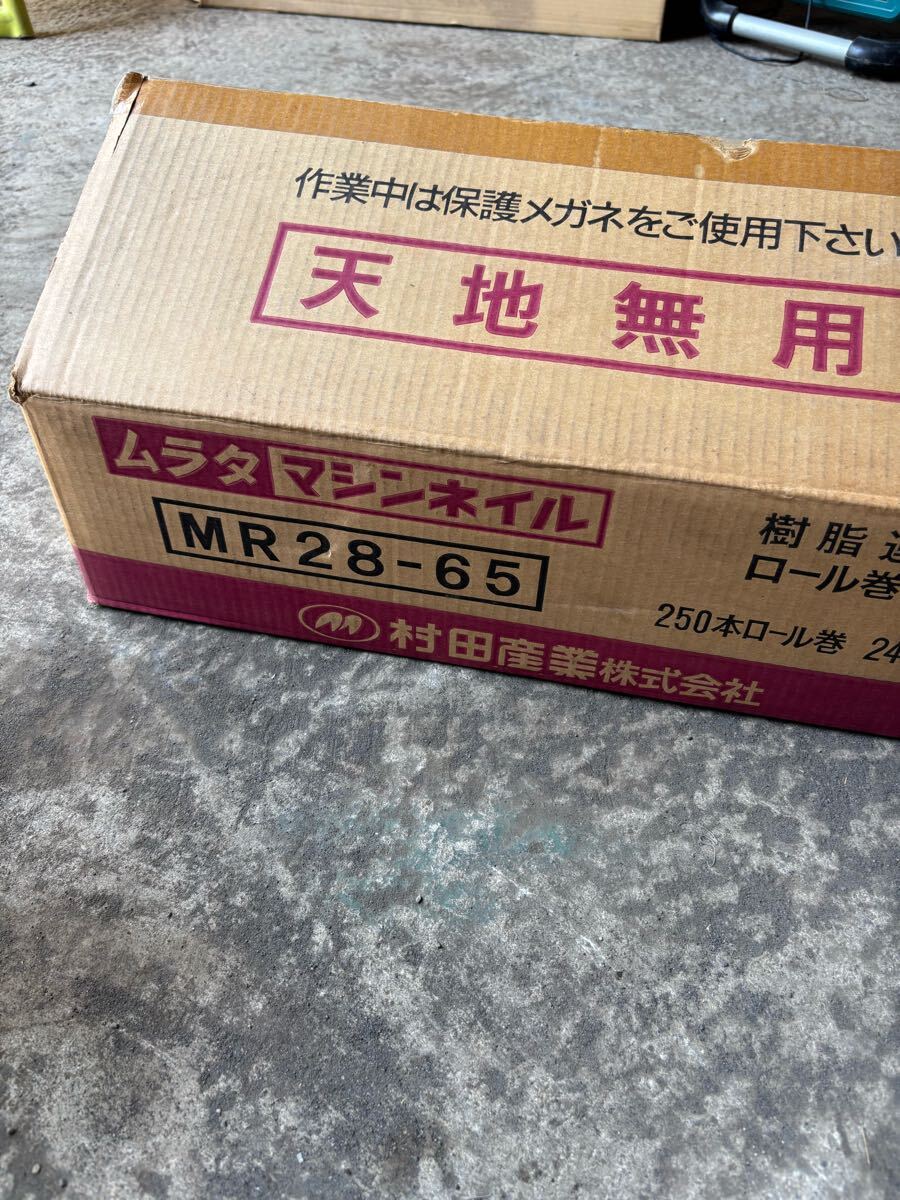 作業中は保護メガネをご使用下さい
天地無用
ムラタマシンネイル
MR28-65
樹脂
ロール巻
250本ロール巻 24
村田産業株式会社